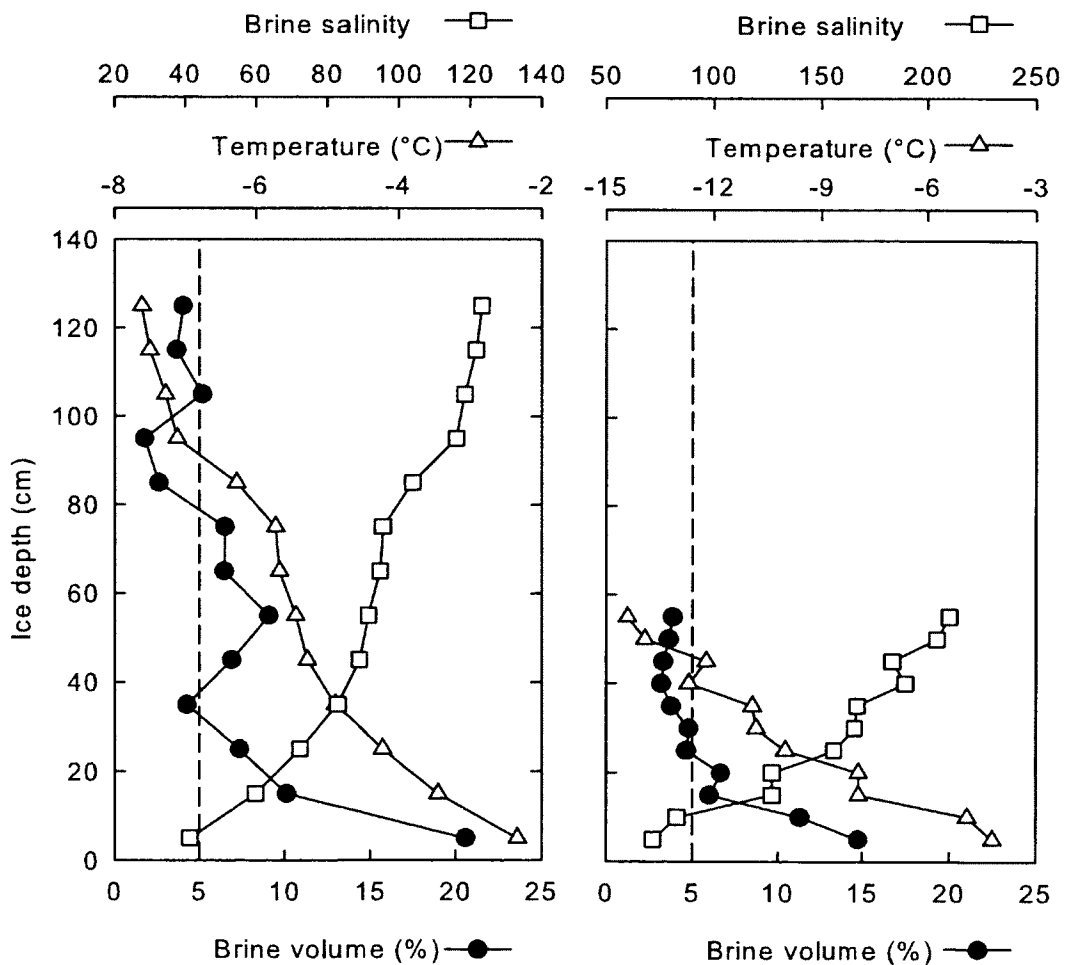 Brine salinity
20 40 60 80 100 120 140
Temperature (°C)
-8 -6 -4 -2
140
120
100
80
60
40
20
0
Ice depth (cm)
0 5 10 15 20 25
Brine volume (%)
Brine salinity
50 100 150 200 250
Temperature (°C)
-15 -12 -9 -6 -3
0 5 10 15 20 25
Brine volume (%)